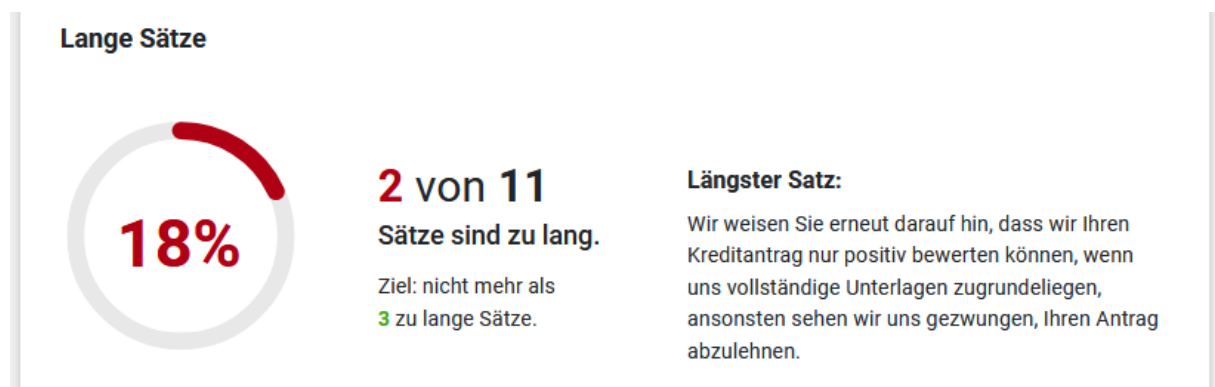 Lange Sätze
18%
2 von 11
Sätze sind zu lang.
Ziel: nicht mehr als
3 zu lange Sätze.
Längster Satz:
Wir weisen Sie erneut darauf hin, dass wir Ihren
Kreditantrag nur positiv bewerten können, wenn
uns vollständige Unterlagen zugrundeliegen,
ansonsten sehen wir uns gezwungen, Ihren Antrag
abzulehnen.